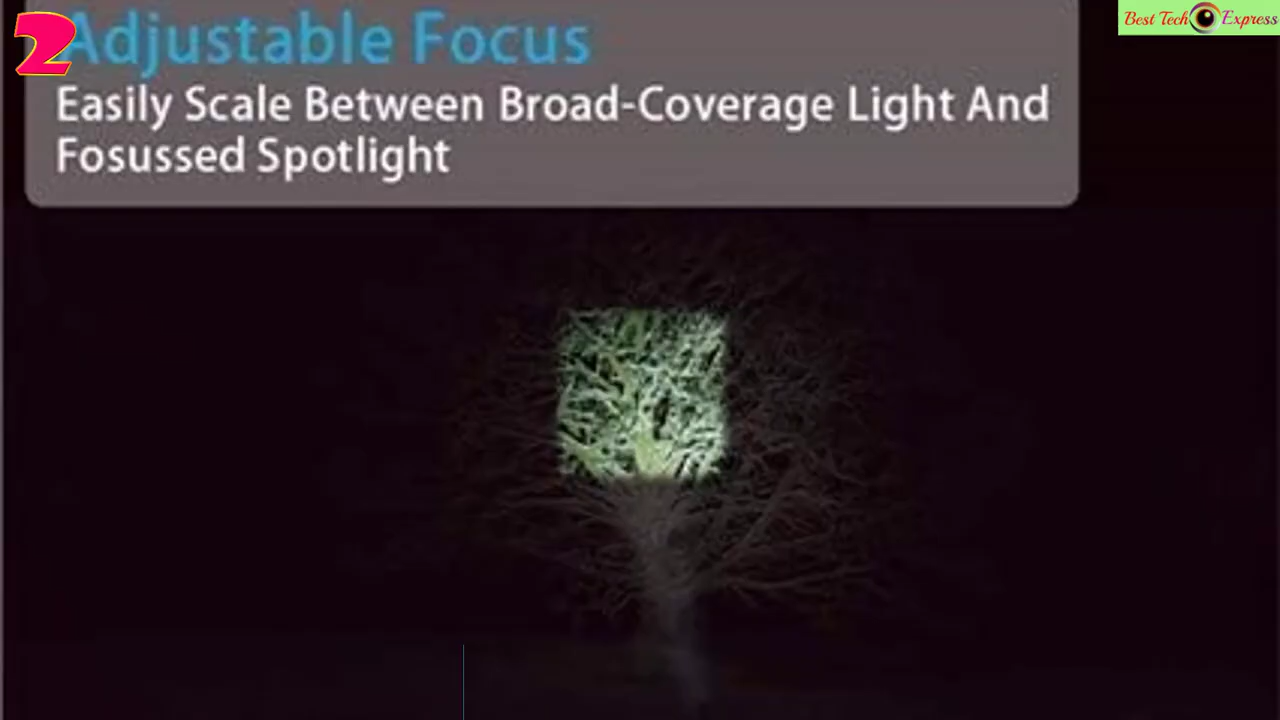 2
Adjustable Focus
Easily Scale Between Broad-Coverage Light And
Fosussed Spotlight
Best Tech Express